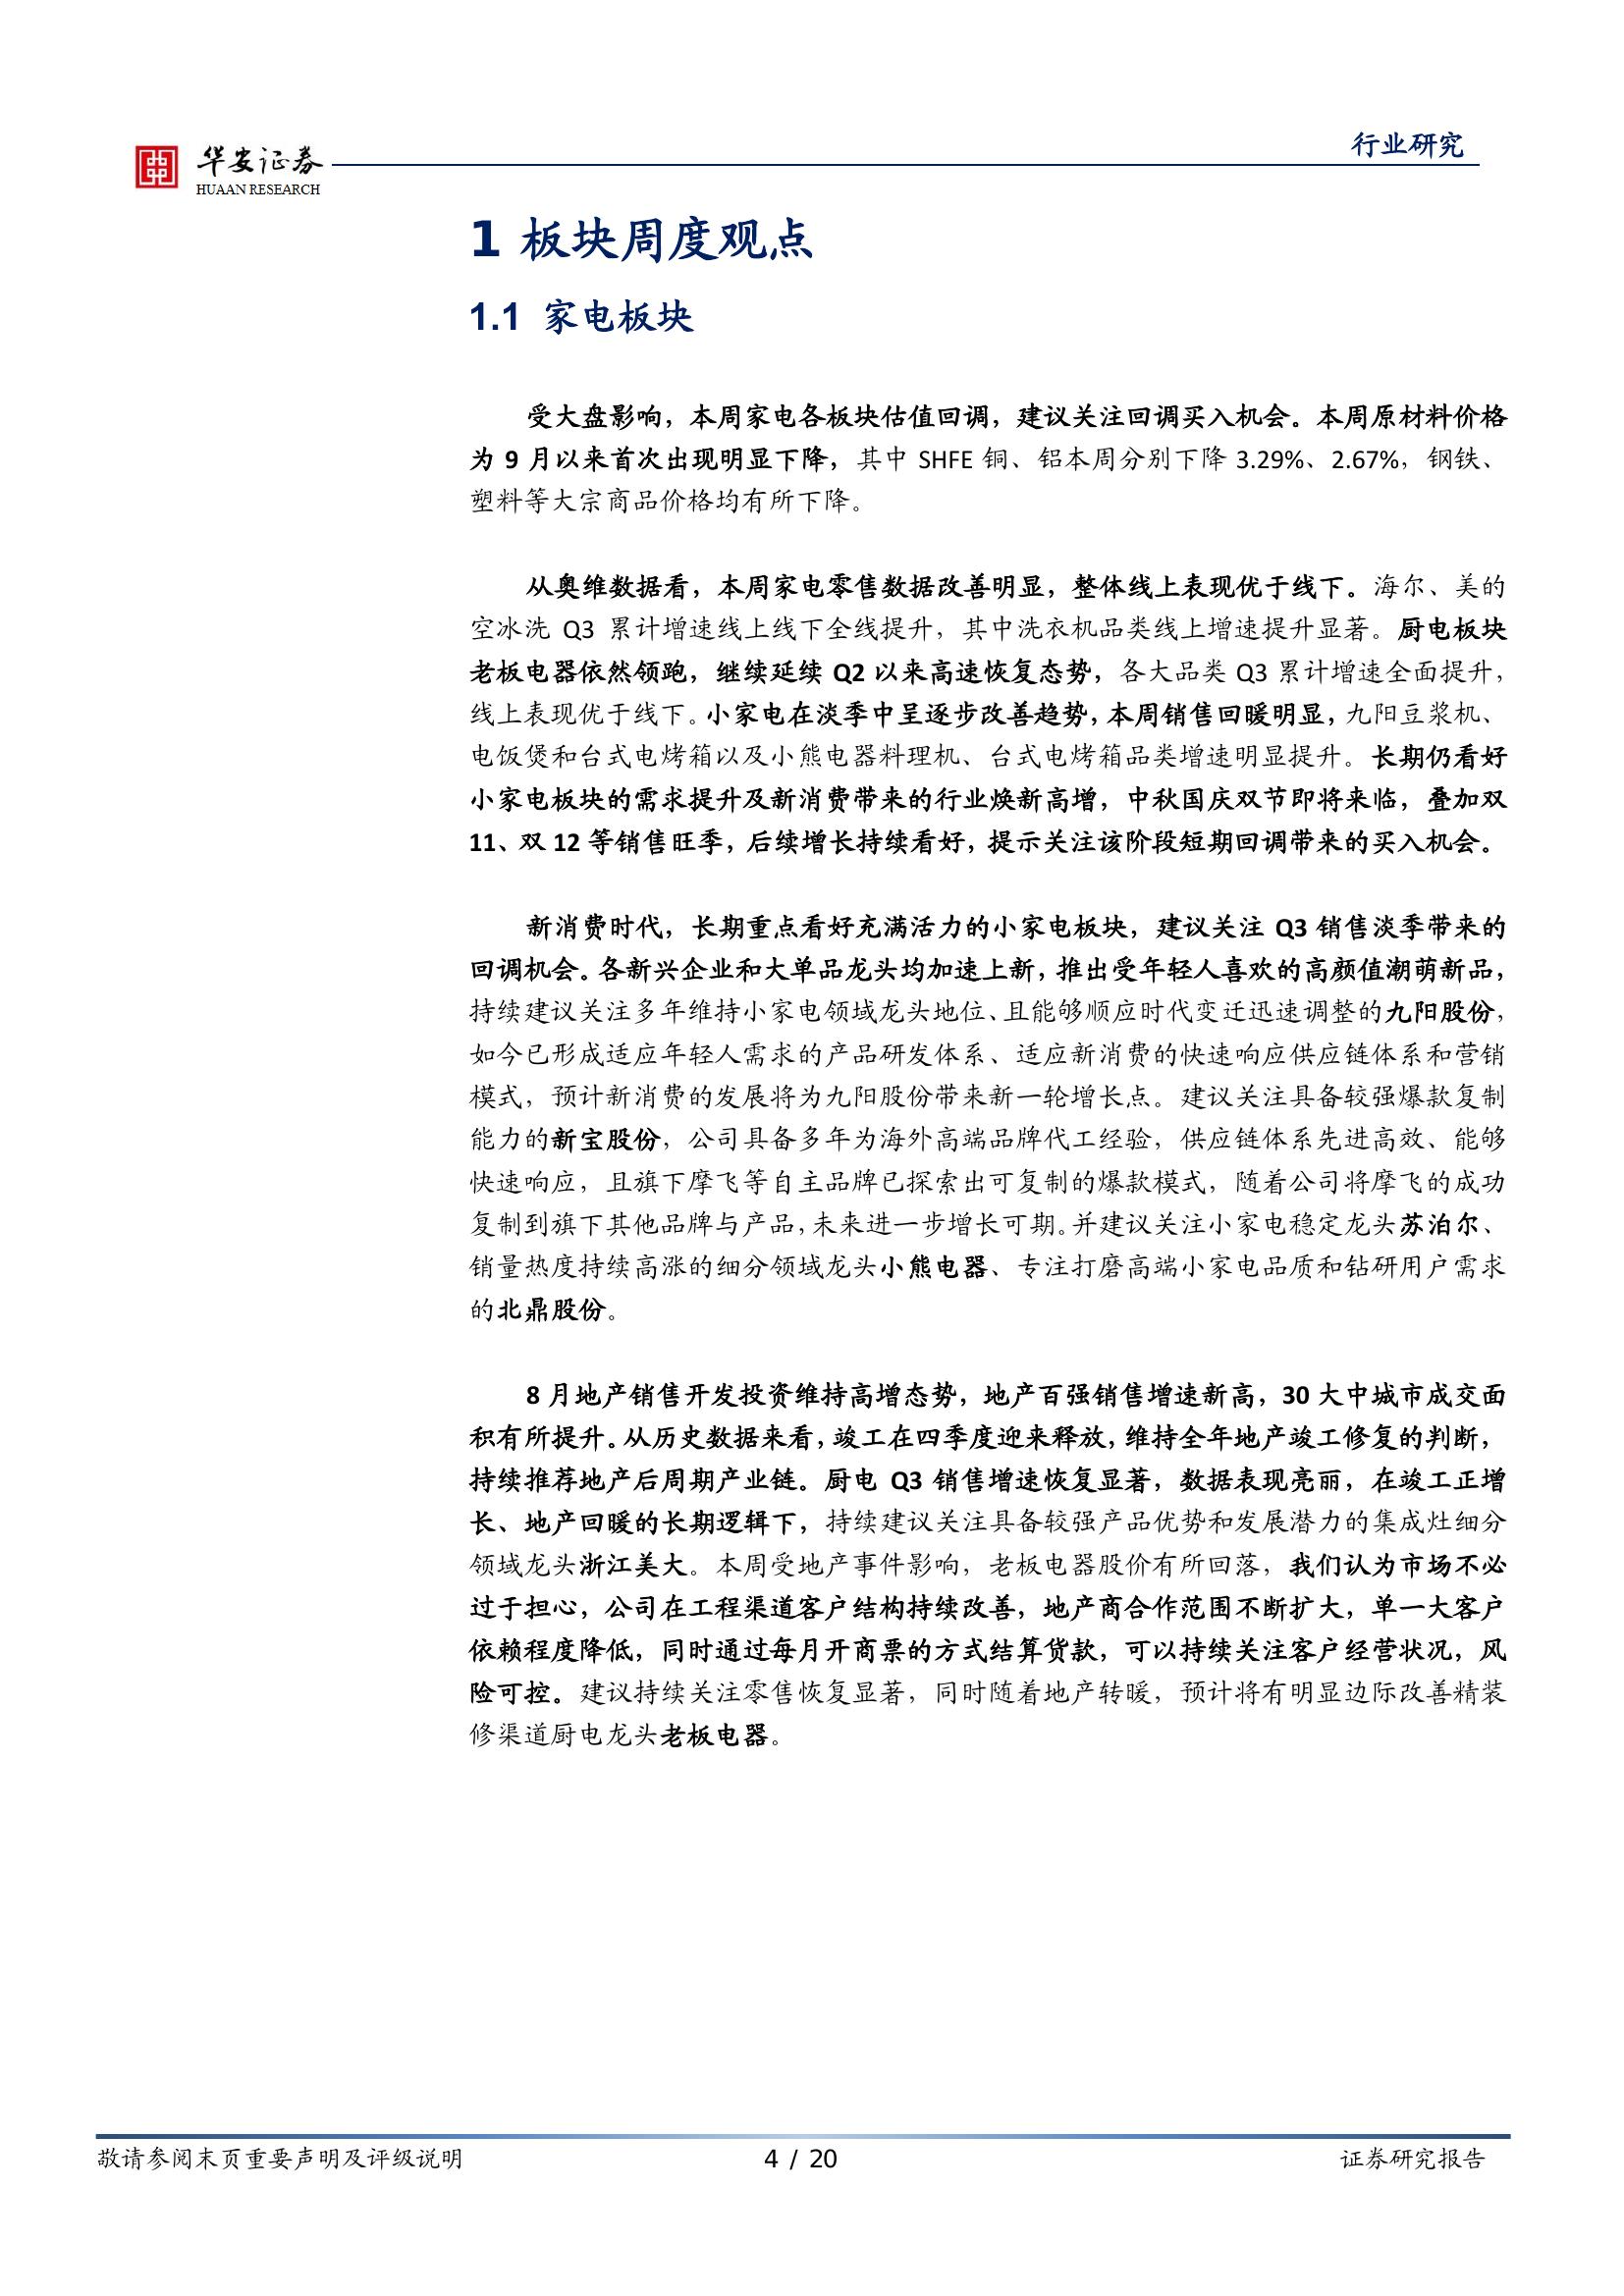 华安证券
HUAAN RESEARCH
行业研究
1 板块周度观点
1.1 家电板块
受大盘影响，本周家电各板块估值回调，建议关注回调买入机会。本周原材料价格
为 9 月以来首次出现明显下降，其中 SHFE 铜、铝本周分别下降 3.29%、2.67%，钢铁、
塑料等大宗商品价格均有所下降。
从奥维数据看，本周家电零售数据改善明显，整体线上表现优于线下。海尔、美的
空冰洗 Q3 累计增速线上线下全线提升，其中洗衣机品类线上增速提升显著。厨电板块
老板电器依然领跑，继续延续 Q2 以来高速恢复态势，各大品类 Q3 累计增速全面提升，
线上表现优于线下。小家电在淡季中呈逐步改善趋势，本周销售回暖明显，九阳豆浆机、
电饭煲和台式电烤箱以及小熊电器料理机、台式电烤箱品类增速明显提升。长期仍看好
小家电板块的需求提升及新消费带来的行业焕新高增，中秋国庆双节即将来临，叠加双
11、双 12 等销售旺季，后续增长持续看好，提示关注该阶段短期回调带来的买入机会。
新消费时代，长期重点看好充满活力的小家电板块，建议关注 Q3 销售淡季带来的
回调机会。各新兴企业和大单品龙头均加速上新，推出受年轻人喜欢的高颜值潮萌新品，
持续建议关注多年维持小家电领域龙头地位、且能够顺应时代变迁迅速调整的九阳股份，
如今已形成适应年轻人需求的产品研发体系、适应新消费的快速响应供应链体系和营销
模式，预计新消费的发展将为九阳股份带来新一轮增长点。建议关注具备较强爆款复制
能力的新宝股份，公司具备多年为海外高端品牌代工经验，供应链体系先进高效、能够
快速响应，且旗下摩飞等自主品牌已探索出可复制的爆款模式，随着公司将摩飞的成功
复制到旗下其他品牌与产品，未来进一步增长可期。并建议关注小家电稳定龙头苏泊尔、
销量热度持续高涨的细分领域龙头小熊电器、专注打磨高端小家电品质和钻研用户需求
的北鼎股份。
8 月地产销售开发投资维持高增态势，地产百强销售增速新高，30 大中城市成交面
积有所提升。从历史数据来看，竣工在四季度迎来释放，维持全年地产竣工修复的判断，
持续推荐地产后周期产业链。厨电 Q3 销售增速恢复显著，数据表现亮丽，在竣工正增
长、地产回暖的长期逻辑下，持续建议关注具备较强产品优势和发展潜力的集成灶细分
领域龙头浙江美大。本周受地产事件影响，老板电器股价有所回落，我们认为市场不必
过于担心，公司在工程渠道客户结构持续改善，地产商合作范围不断扩大，单一大客户
依赖程度降低，同时通过每月开商票的方式结算货款，可以持续关注客户经营状况，风
险可控。建议持续关注零售恢复显著，同时随着地产转暖，预计将有明显边际改善精装
修渠道厨电龙头老板电器。
敬请参阅末页重要声明及评级说明
4 / 20
证券研究报告